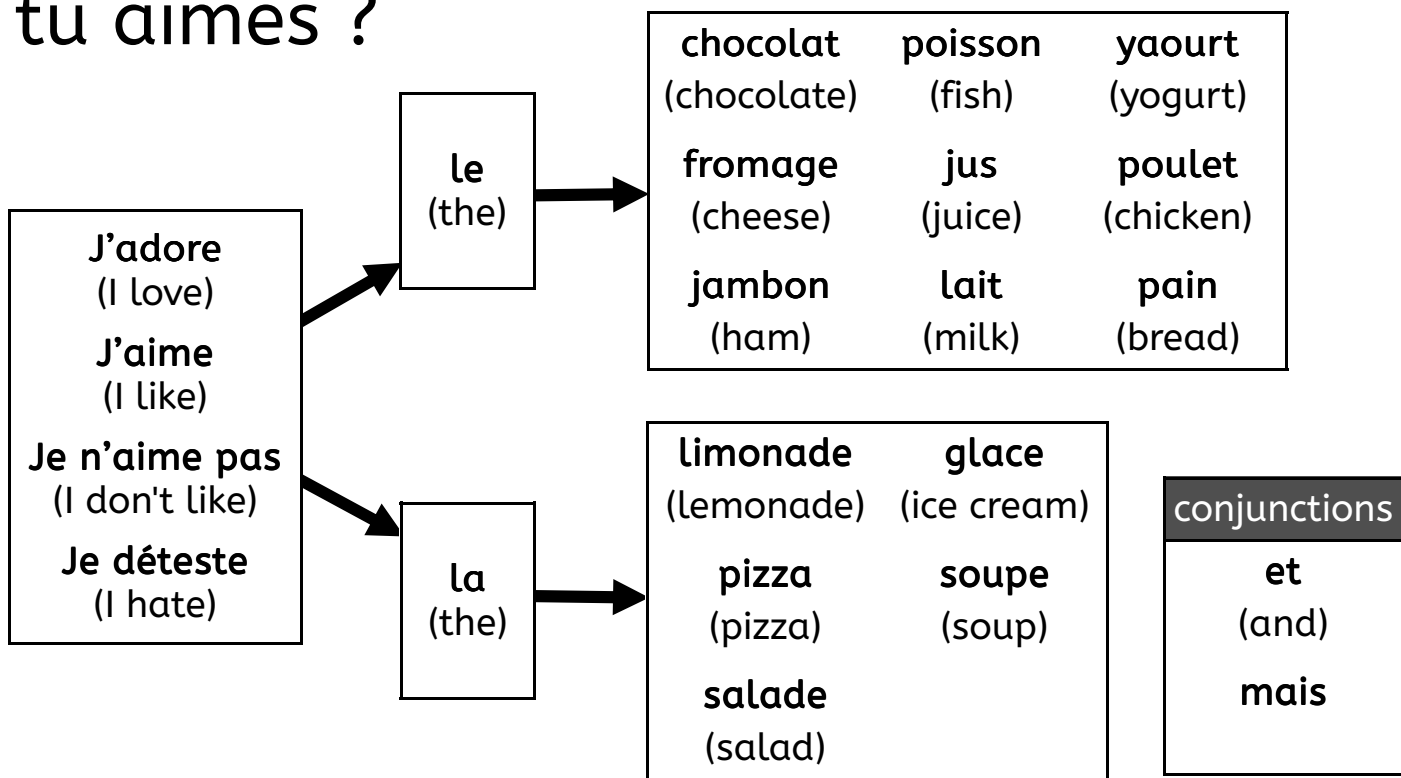 tu aimes ?
J’adore
(I love)
J’aime
(I like)
Je n’aime pas
(I don't like)
Je déteste
(I hate)
le
(the)
chocolat poisson yaourt
(chocolate) (fish) (yogurt)
fromage jus poulet
(cheese) (juice) (chicken)
jambon lait pain
(ham) (milk) (bread)
la
(the)
limonade glace
(lemonade) (ice cream)
pizza soupe
(pizza) (soup)
salade
(salad)
conjunctions
et
(and)
mais